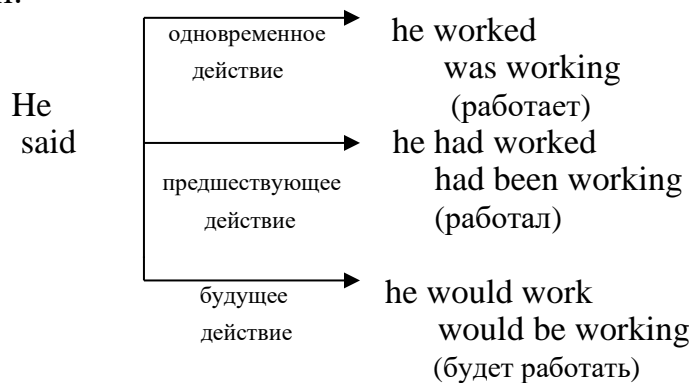 одновременное
действие
he worked
was working
(работает)
He
said
предшествующее
действие
he had worked
had been working
(работал)
будущее
действие
he would work
would be working
(будет работать)